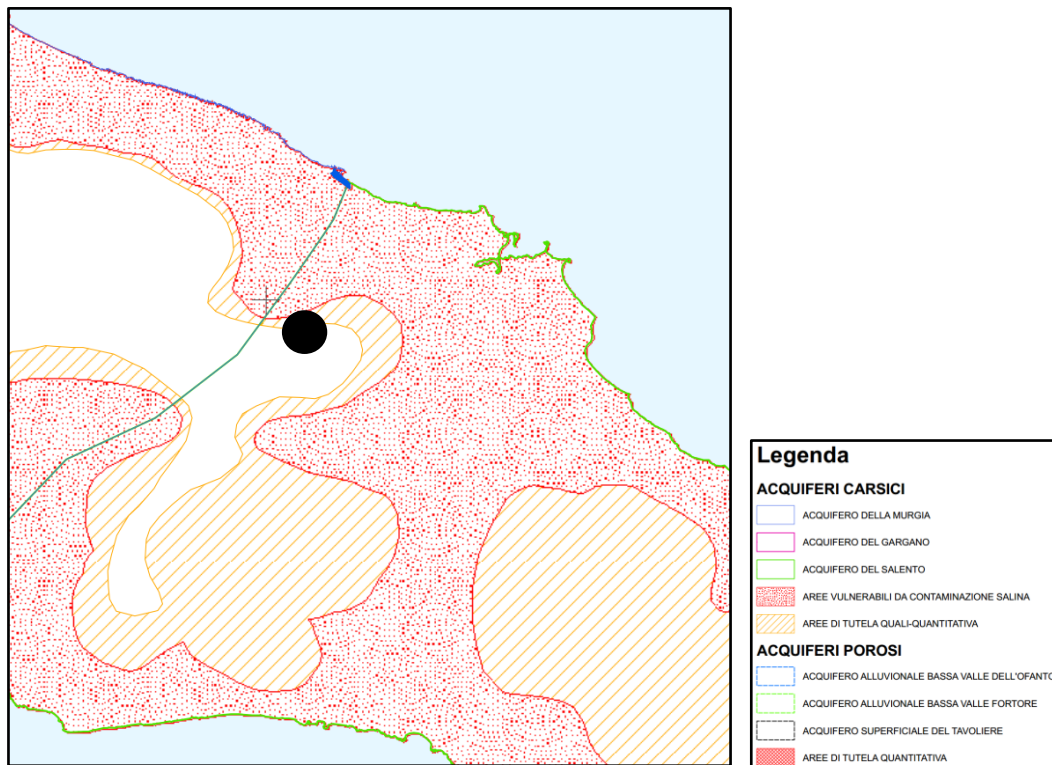 Legenda
ACQUIFERI CARSICI
ACQUIFERO DELLA MURGIA
ACQUIFERO DEL GARGANO
ACQUIFERO DEL SALENTO
AREE VULNERABILI DA CONTAMINAZIONE SALINA
AREE DI TUTELA QUALI-QUANTITATIVA
ACQUIFERI POROSI
ACQUIFERO ALLUVIONALE BASSA VALLE DELL'OFANTO
ACQUIFERO ALLUVIONALE BASSA VALLE FORTORE
ACQUIFERO SUPERFICIALE DEL TAVOLIERE
AREE DI TUTELA QUANTITATIVA